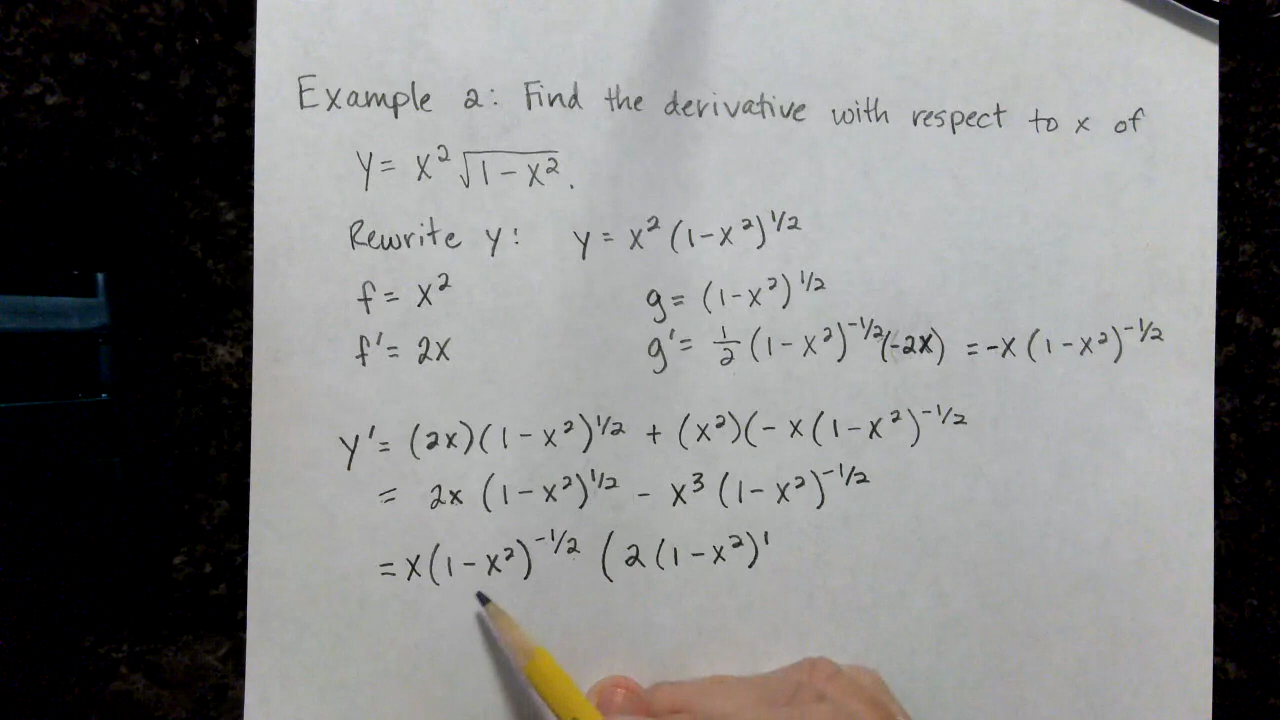 Example 2: Find the derivative with respect to x of
y = x²√(1-x²).
Rewrite y: y = x²(1-x²)^1/2
f = x² g = (1-x²)^1/2
f' = 2x g' = 1/2 (1-x²)^-1/2 (-2x) = -x(1-x²)^-1/2
y' = (2x)(1-x²)^1/2 + (x²)(-x(1-x²)^-1/2
= 2x(1-x²)^1/2 - x³(1-x²)^-1/2
= x(1-x²)^-1/2 (2(1-x²)^1